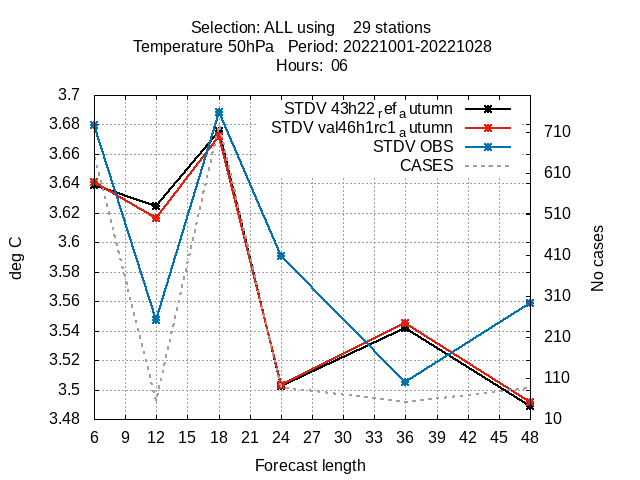 Selection: ALL using    29 stations
Temperature 50hPa   Period: 20221001-20221028
Hours:  06
STDV 43h22ref autumn
STDV val46h1rc1autumn
STDV OBS
CASES
3.7
3.68
3.66
3.64
3.62
3.6
3.58
3.56
3.54
3.52
3.5
3.48
deg C
710
610
510
410
310
210
110
10
No cases
6 9 12 15 18 21 24 27 30 33 36 39 42 45 48
Forecast length